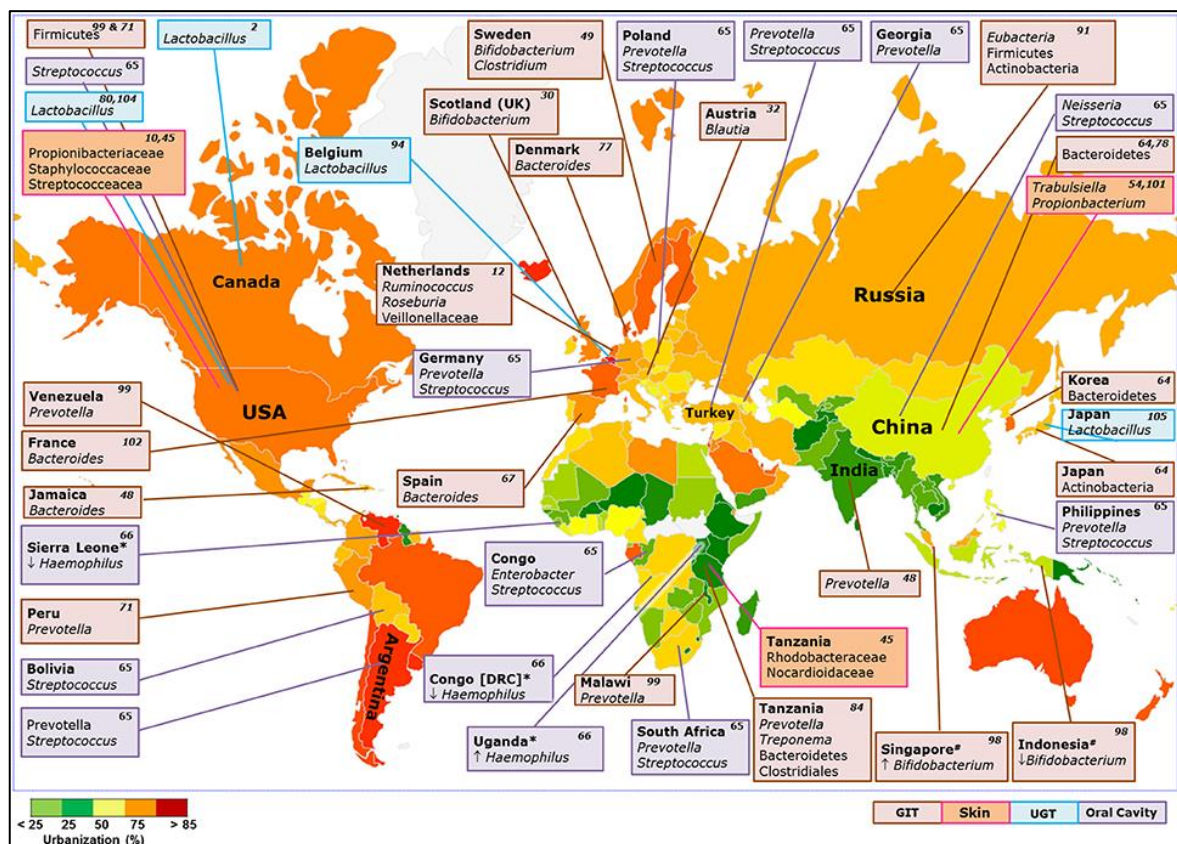 Firmicutes 99 & 71
Streptococcus 65
Lactobacillus 80,104
10,45
Propionibacteriaceae
Staphylococcaceae
Streptococceacea
Lactobacillus 2
Belgium 94
Lactobacillus
Sweden 49
Bifidobacterium
Clostridium
Scotland (UK) 30
Bifidobacterium
Denmark 77
Bacteroides
Poland 65
Prevotella
Streptococcus
Austria 32
Blautia
Prevotella 65
Streptococcus
Georgia 65
Prevotella
Eubacteria 91
Firmicutes
Actinobacteria
Neisseria 65
Streptococcus
64,78
Bacteroidetes
Trabulsiella 54,101
Propionbacterium
Netherlands 12
Ruminococcus
Roseburia
Veillonellaceae
Germany 65
Prevotella
Streptococcus
Canada
USA
Russia
Turkey
China
India
Argentina
Venezuela 99
Prevotella
France 102
Bacteroides
Jamaica 48
Bacteroides
Sierra Leone* 66
↓ Haemophilus
Peru 71
Prevotella
Bolivia 65
Streptococcus
Prevotella 65
Streptococcus
Spain 67
Bacteroides
Congo 65
Enterobacter
Streptococcus
Congo [DRC]* 66
↓ Haemophilus
Uganda* 66
↑ Haemophilus
Malawi 99
Prevotella
South Africa 65
Prevotella
Streptococcus
Tanzania 45
Rhodobacteraceae
Nocardioidaceae
Tanzania 84
Prevotella
Treponema
Bacteroidetes
Clostridiales
Prevotella 48
Korea 64
Bacteroidetes
Japan 105
Lactobacillus
Japan 64
Actinobacteria
Philippines 65
Prevotella
Streptococcus
Singapore# 98
↑ Bifidobacterium
Indonesia# 98
↓Bifidobacterium
< 25 25 50 75 > 85
Urbanization (%)
GIT Skin UGT Oral Cavity